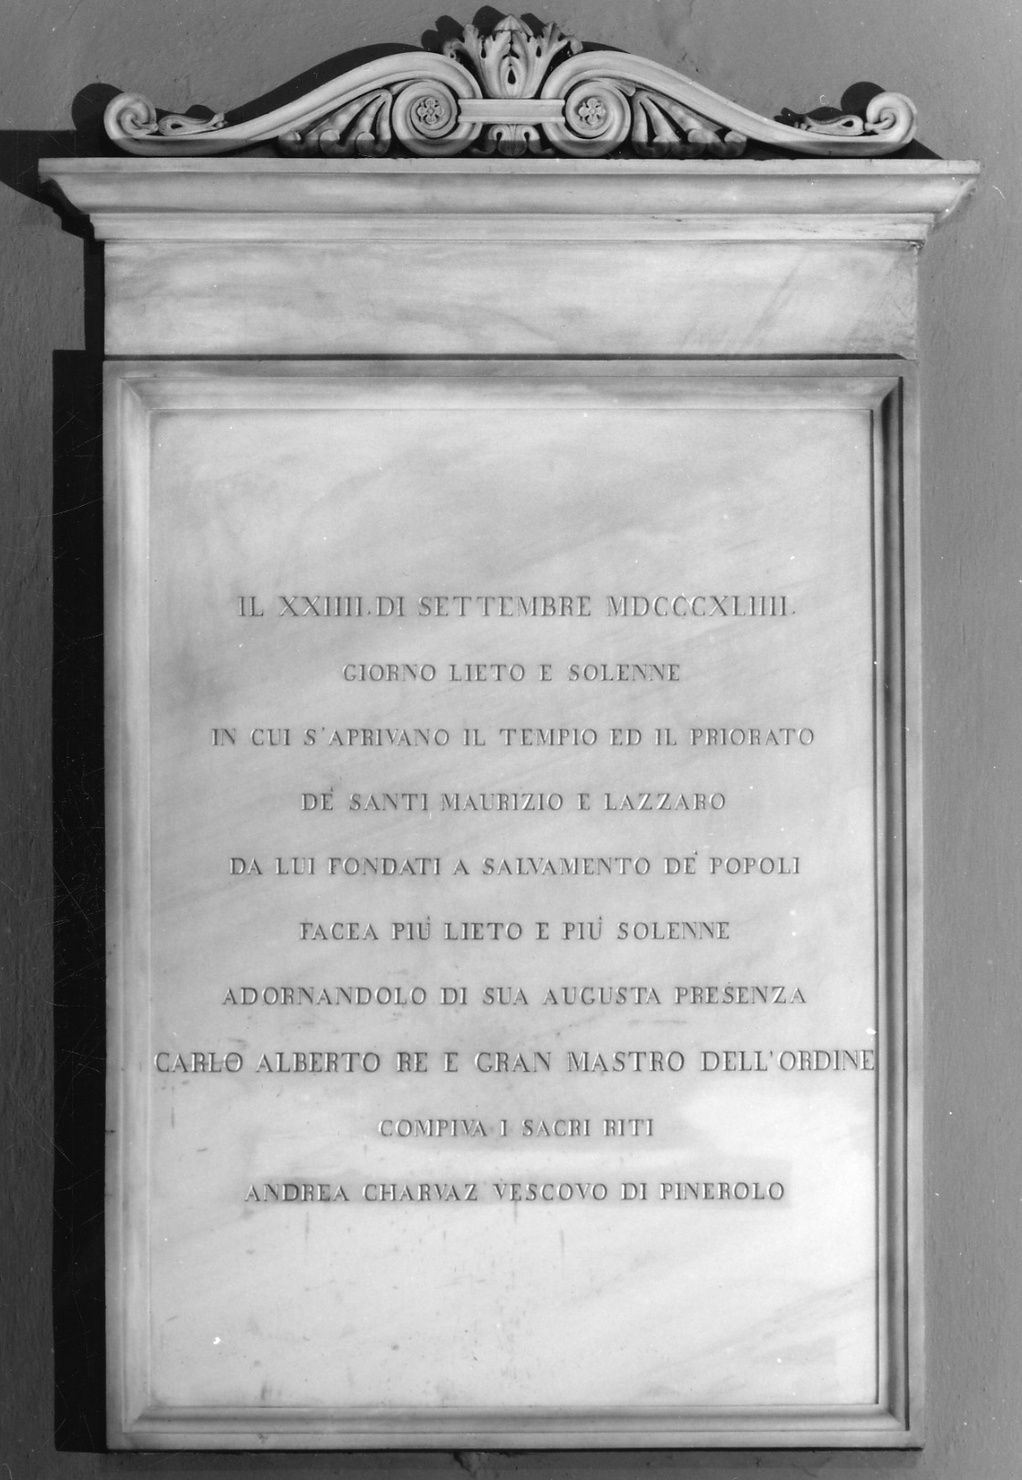 IL XXIIII. DI SETTEMBRE MDCCCXLIIII.
GIORNO LIETO E SOLENNE
IN CUI S'APRIVANO IL TEMPIO ED IL PRIORATO
DE' SANTI MAURIZIO E LAZZARO
DA LUI FONDATI A SALVAMENTO DE' POPOLI
FACEA PIÙ LIETO E PIÙ SOLENNE
ADORNANDOLO DI SUA AUGUSTA PRESENZA
CARLO ALBERTO RE E GRAN MASTRO DELL'ORDINE
COMPIVA I SACRI RITI
ANDREA CHARVAZ VESCOVO DI PINEROLO